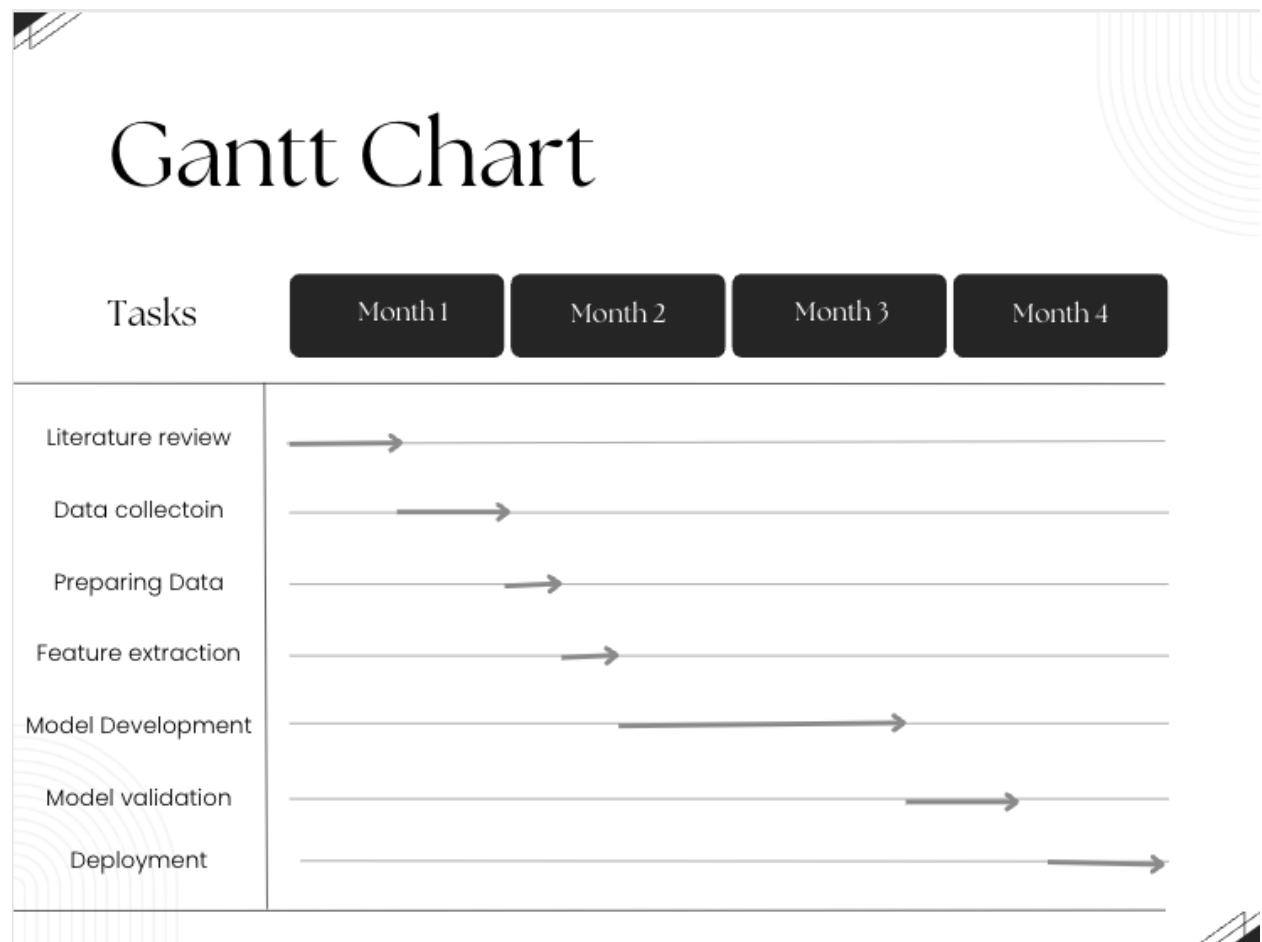 Gantt Chart
Tasks Month 1 Month 2 Month 3 Month 4
Literature review
Data collectoin
Preparing Data
Feature extraction
Model Development
Model validation
Deployment